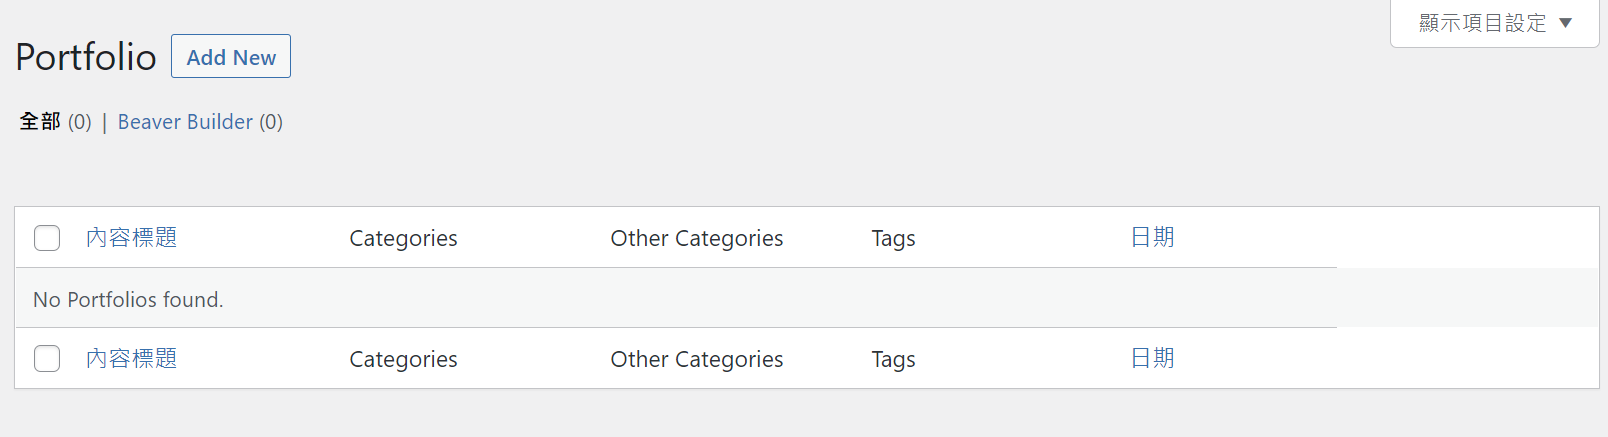 顯示項目設定 ▼
Portfolio Add New
全部 (0) | Beaver Builder (0)
內容標題 Categories Other Categories Tags 日期
No Portfolios found.
內容標題 Categories Other Categories Tags 日期